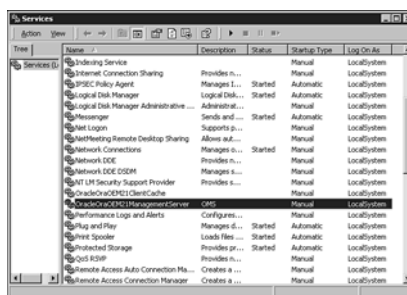 Services
Action View
Tree
Services (L
Name Description Status Startup Type Log On As
Indexing Service Manual LocalSystem
Internet Connection Sharing Provides n... Manual LocalSystem
IPSEC Policy Agent Manages I... Started Automatic LocalSystem
Logical Disk Manager Logical Disk... Started Automatic LocalSystem
Logical Disk Manager Administrative ... Administrat... Manual LocalSystem
Messenger Sends and ... Started Automatic LocalSystem
Net Logon Supports p... Manual LocalSystem
NetMeeting Remote Desktop Sharing Allows aut... Manual LocalSystem
Network Connections Manages o... Started Manual LocalSystem
Network DDE Provides n... Manual LocalSystem
Network DDE DSDM Manages s... Manual LocalSystem
NT LM Security Support Provider Provides s... Manual LocalSystem
OracleOraOEM21ClientCache Manual LocalSystem
OracleOraOEM21ManagementServer OMS Manual LocalSystem
Performance Logs and Alerts Configures... Manual LocalSystem
Plug and Play Manages d... Started Automatic LocalSystem
Print Spooler Loads files ... Started Automatic LocalSystem
Protected Storage Provides pr... Started Automatic LocalSystem
QoS RSVP Provides n... Manual LocalSystem
Remote Access Auto Connection Ma... Creates a ... Manual LocalSystem
Remote Access Connection Manager Creates a ... Manual LocalSystem